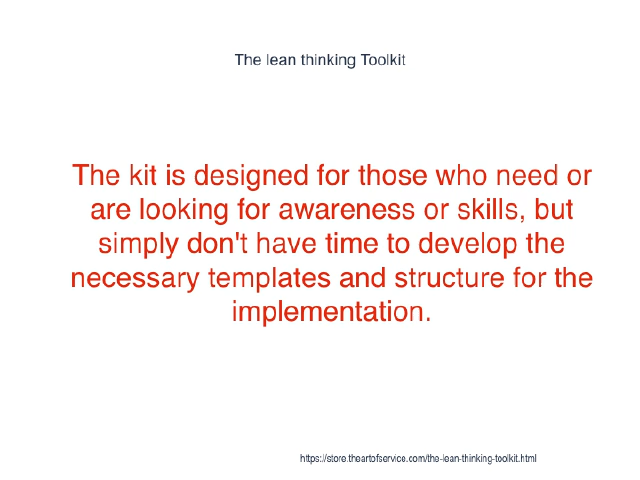 The lean thinking Toolkit
The kit is designed for those who need or
are looking for awareness or skills, but
simply don't have time to develop the
necessary templates and structure for the
implementation.
https://store.theartofservice.com/the-lean-thinking-toolkit.html